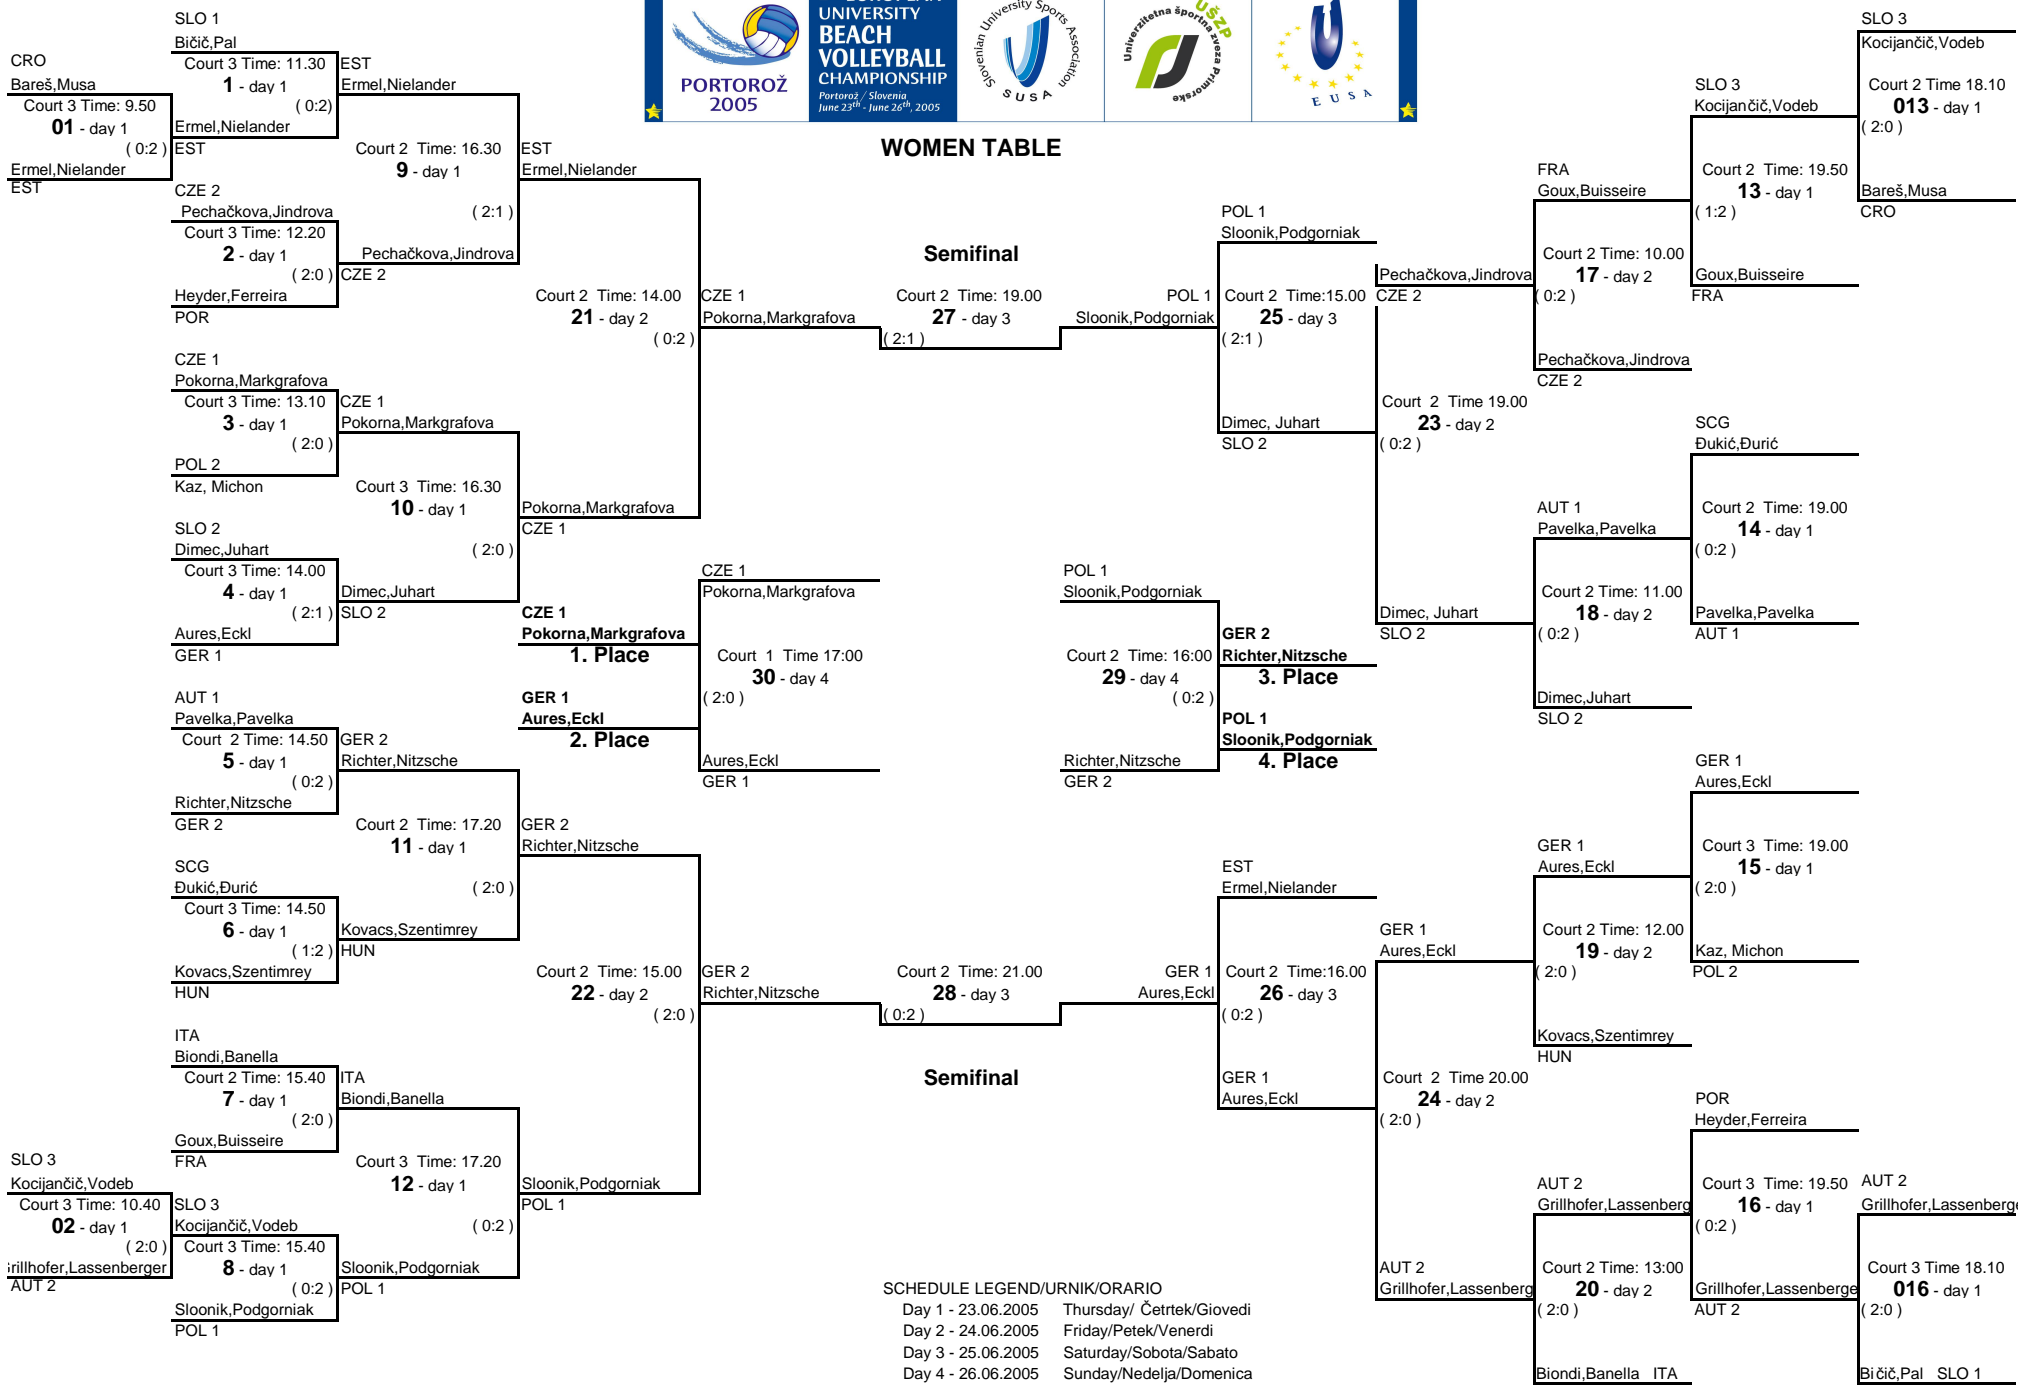 EUROPEAN
UNIVERSITY
BEACH
VOLLEYBALL
CHAMPIONSHIP
Portorož / Slovenia
June 23th - June 26th, 2005
PORTOROŽ
2005
Slovenian University Sports Association
SUSA
Univerzitetna športna zveza Primorske
UŠZP
EUSA
WOMEN TABLE
CRO
Bareš,Musa
Court 3 Time: 9.50
01 - day 1
( 0:2 )
Ermel,Nielander
EST
SLO 1
Bičič,Pal
Court 3 Time: 11.30
1 - day 1
( 0:2)
Ermel,Nielander
EST
CZE 2
Pechačkova,Jindrova
Court 3 Time: 12.20
2 - day 1
( 2:0 )
Heyder,Ferreira
POR
CZE 1
Pokorna,Markgrafova
Court 3 Time: 13.10
3 - day 1
( 2:0)
POL 2
Kaz, Michon
SLO 2
Dimec,Juhart
Court 3 Time: 14.00
4 - day 1
( 2:1 )
Aures,Eckl
GER 1
AUT 1
Pavelka,Pavelka
Court 2 Time: 14.50
5 - day 1
( 0:2 )
Richter,Nitzsche
GER 2
SCG
Đukić,Đurić
Court 3 Time: 14.50
6 - day 1
( 1:2 )
Kovacs,Szentimrey
HUN
ITA
Biondi,Banella
Court 2 Time: 15.40
7 - day 1
( 2:0 )
Goux,Buisseire
FRA
SLO 3
Kocijančič,Vodeb
Court 3 Time: 10.40
02 - day 1
( 2:0 )
Grillhofer,Lassenberger
AUT 2
SLO 3
Kocijančič,Vodeb
Court 3 Time: 15.40
8 - day 1
( 0:2 )
Sloonik,Podgorniak
POL 1
EST
Ermel,Nielander
Court 2 Time: 16.30
9 - day 1
( 2:1 )
Pechačkova,Jindrova
CZE 2
CZE 1
Pokorna,Markgrafova
Court 3 Time: 16.30
10 - day 1
( 2:0 )
Dimec,Juhart
SLO 2
GER 2
Richter,Nitzsche
Court 2 Time: 17.20
11 - day 1
( 2:0 )
Kovacs,Szentimrey
HUN
ITA
Biondi,Banella
Court 3 Time: 17.20
12 - day 1
( 0:2 )
Sloonik,Podgorniak
POL 1
EST
Ermel,Nielander
Court 2 Time: 14.00
21 - day 2
( 0:2 )
Pokorna,Markgrafova
CZE 1
CZE 1
Pokorna,Markgrafova
1. Place
GER 1
Aures,Eckl
2. Place
GER 2
Richter,Nitzsche
Court 2 Time: 15.00
22 - day 2
( 2:0 )
Sloonik,Podgorniak
POL 1
CZE 1
Pokorna,Markgrafova
Semifinal
Court 2 Time: 19.00
27 - day 3
( 2:1 )
POL 1
Sloonik,Podgorniak
CZE 1
Pokorna,Markgrafova
Court 1 Time 17:00
30 - day 4
( 2:0 )
Aures,Eckl
GER 1
POL 1
Sloonik,Podgorniak
Court 2 Time: 16:00
29 - day 4
( 0:2 )
Richter,Nitzsche
GER 2
GER 2
Richter,Nitzsche
3. Place
POL 1
Sloonik,Podgorniak
4. Place
GER 2
Richter,Nitzsche
Court 2 Time: 21.00
28 - day 3
( 0:2 )
GER 1
Aures,Eckl
Semifinal
POL 1
Sloonik,Podgorniak
Court 2 Time:15.00
25 - day 3
( 2:1 )
Dimec, Juhart
SLO 2
EST
Ermel,Nielander
Court 2 Time:16.00
26 - day 3
( 0:2 )
GER 1
Aures,Eckl
Pechačkova,Jindrova
CZE 2
Court 2 Time 19.00
23 - day 2
( 0:2 )
Dimec, Juhart
SLO 2
GER 1
Aures,Eckl
Court 2 Time 20.00
24 - day 2
( 2:0 )
AUT 2
Grillhofer,Lassenberg
FRA
Goux,Buisseire
Court 2 Time: 10.00
17 - day 2
( 0:2 )
Pechačkova,Jindrova
CZE 2
AUT 1
Pavelka,Pavelka
Court 2 Time: 11.00
18 - day 2
( 0:2 )
Dimec,Juhart
SLO 2
GER 1
Aures,Eckl
Court 2 Time: 12.00
19 - day 2
( 2:0 )
Kovacs,Szentimrey
HUN
AUT 2
Grillhofer,Lassenberg
Court 2 Time: 13:00
20 - day 2
( 2:0 )
Biondi,Banella ITA
SLO 3
Kocijančič,Vodeb
Court 2 Time: 19.50
13 - day 1
( 1:2 )
Goux,Buisseire
FRA
SCG
Đukić,Đurić
Court 2 Time: 19.00
14 - day 1
( 0:2 )
Pavelka,Pavelka
AUT 1
GER 1
Aures,Eckl
Court 3 Time: 19.00
15 - day 1
( 2:0 )
Kaz, Michon
POL 2
POR
Heyder,Ferreira
Court 3 Time: 19.50
16 - day 1
( 0:2 )
Grillhofer,Lassenberge
AUT 2
SLO 3
Kocijančič,Vodeb
Court 2 Time 18.10
013 - day 1
( 2:0 )
Bareš,Musa
CRO
AUT 2
Grillhofer,Lassenberge
Court 3 Time 18.10
016 - day 1
( 2:0 )
Bičič,Pal SLO 1
SCHEDULE LEGEND/URNIK/ORARIO
Day 1 - 23.06.2005 Thursday/ Četrtek/Giovedi
Day 2 - 24.06.2005 Friday/Petek/Venerdi
Day 3 - 25.06.2005 Saturday/Sobota/Sabato
Day 4 - 26.06.2005 Sunday/Nedelja/Domenica